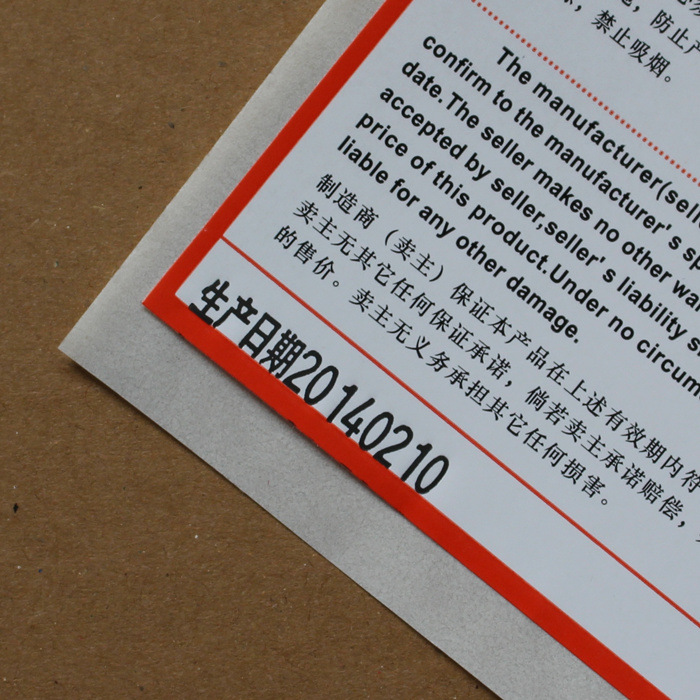 ，防止产
，禁止吸烟。
The manufacturer(sel
confirm to the manufacturer's su
date.The seller makes no other wa
accepted by seller,seller's liability s
price of this product.Under no circum
liable for any other damage.
制造商（卖主）保证本产品在上述有效期内符
卖主无其它任何保证承诺，倘若卖主承诺赔偿，
的售价。卖主无义务承担其它任何损害。
生产日期20140210